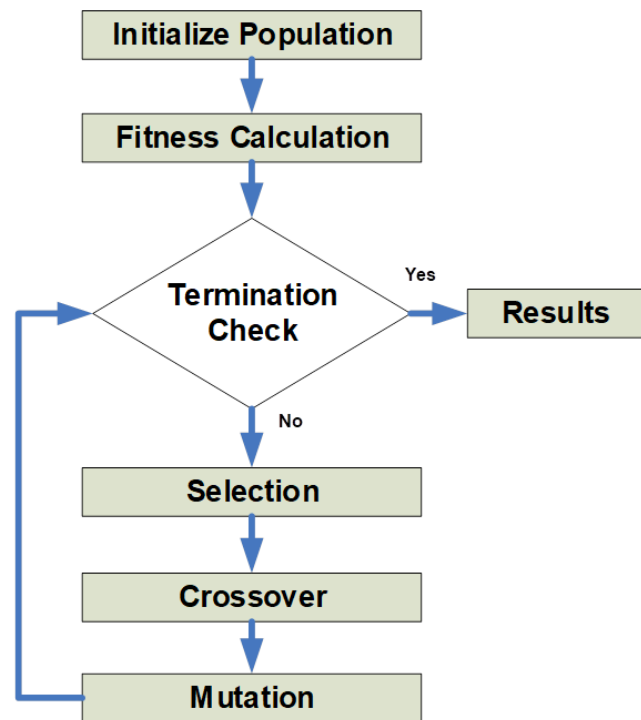 Initialize Population
Fitness Calculation
Termination
Check
Yes
Results
No
Selection
Crossover
Mutation